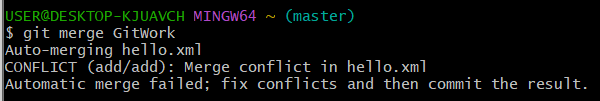 USER@DESKTOP-KJUAVCH MINGW64 ~ (master)
$ git merge GitWork
Auto-merging hello.xml
CONFLICT (add/add): Merge conflict in hello.xml
Automatic merge failed; fix conflicts and then commit the result.